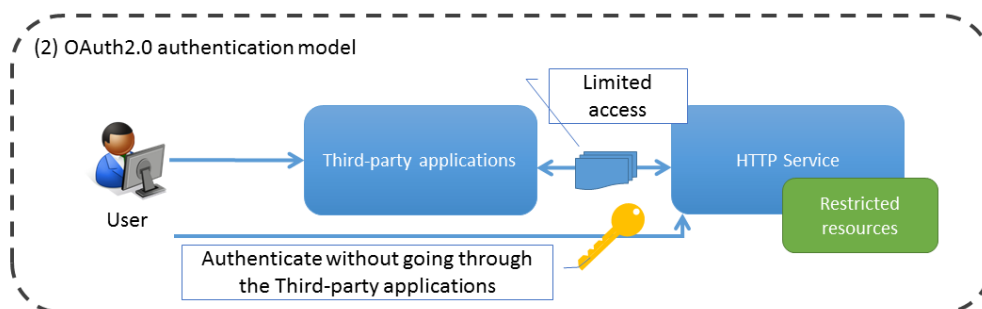 (2) OAuth2.0 authentication model
Limited
access
Third-party applications
HTTP Service
User
Restricted
resources
Authenticate without going through
the Third-party applications